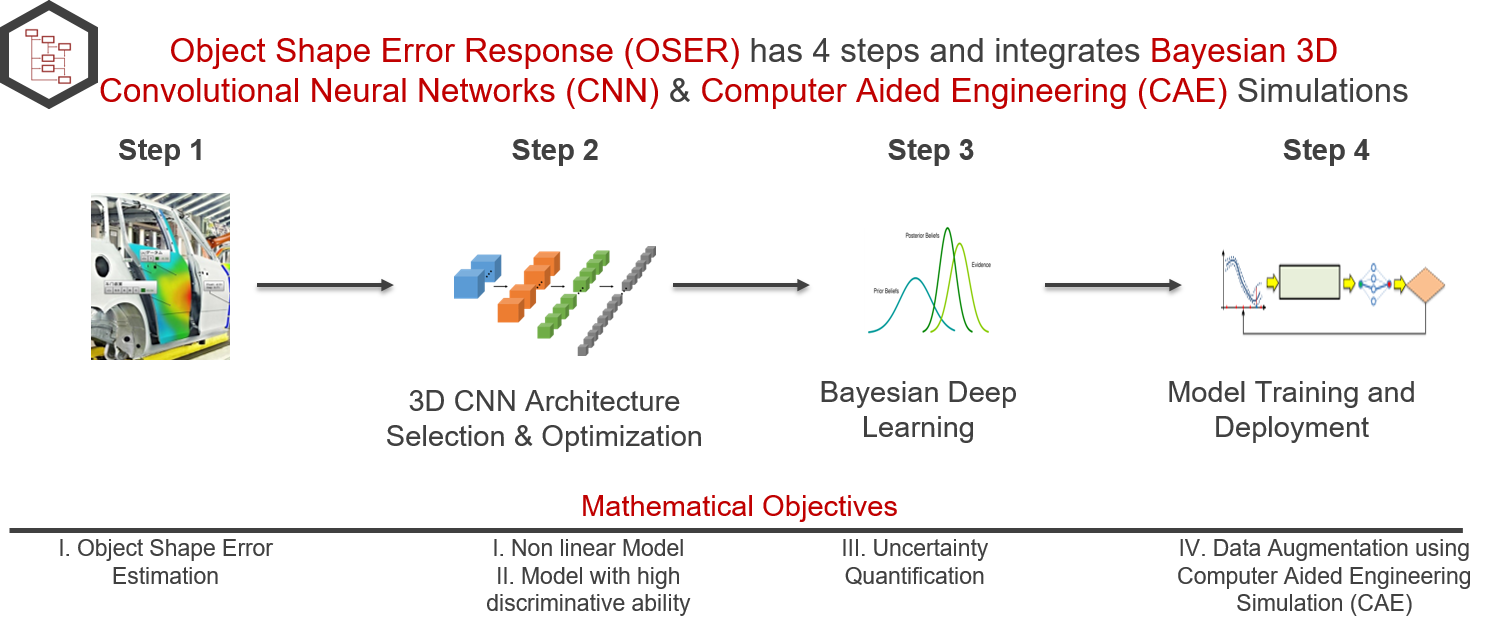 Object Shape Error Response (OSER) has 4 steps and integrates Bayesian 3D
Convolutional Neural Networks (CNN) & Computer Aided Engineering (CAE) Simulations
Step 1
Step 2
Step 3
Step 4
Posterior Beliefs
Evidence
Prior Beliefs
3D CNN Architecture
Selection & Optimization
Bayesian Deep
Learning
Model Training and
Deployment
Mathematical Objectives
I. Object Shape Error
Estimation
I. Non linear Model
II. Model with high
discriminative ability
III. Uncertainty
Quantification
IV. Data Augmentation using
Computer Aided Engineering
Simulation (CAE)